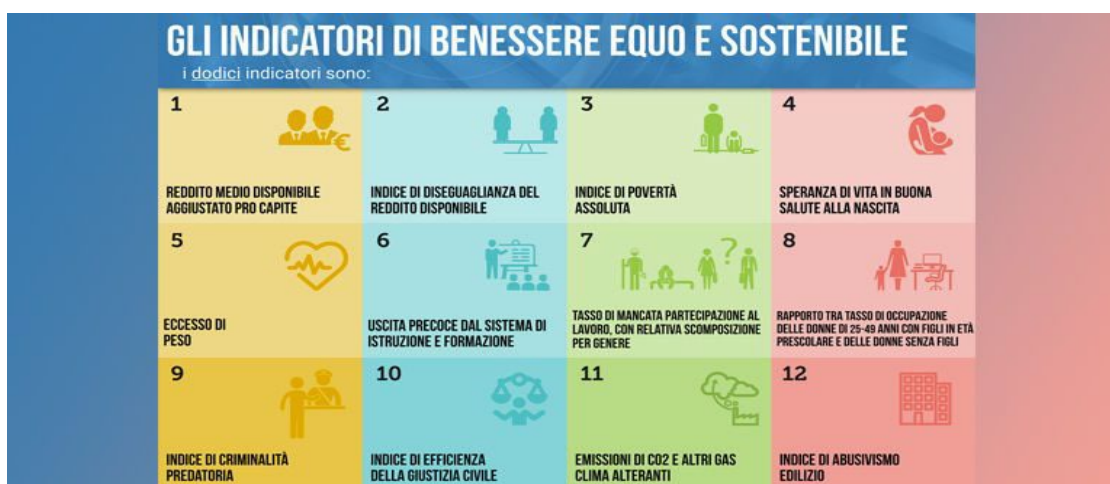 GLI INDICATORI DI BENESSERE EQUO E SOSTENIBILE
i dodici indicatori sono:
1
REDDITO MEDIO DISPONIBILE
AGGIUSTATO PRO CAPITE
2
INDICE DI DISEGUAGLIANZA DEL
REDDITO DISPONIBILE
3
INDICE DI POVERTÀ
ASSOLUTA
4
SPERANZA DI VITA IN BUONA
SALUTE ALLA NASCITA
5
ECCESSO DI
PESO
6
USCITA PRECOCE DAL SISTEMA DI
ISTRUZIONE E FORMAZIONE
7
?
TASSO DI MANCATA PARTECIPAZIONE AL
LAVORO, CON RELATIVA SCOMPOSIZIONE
PER GENERE
8
RAPPORTO TRA TASSO DI OCCUPAZIONE
DELLE DONNE DI 25-49 ANNI CON FIGLI IN ETÀ
PRESCOLARE E DELLE DONNE SENZA FIGLI
9
INDICE DI CRIMINALITÀ
PREDATORIA
10
INDICE DI EFFICIENZA
DELLA GIUSTIZIA CIVILE
11
EMISSIONI DI CO2 E ALTRI GAS
CLIMA ALTERANTI
12
INDICE DI ABUSIVISMO
EDILIZIO